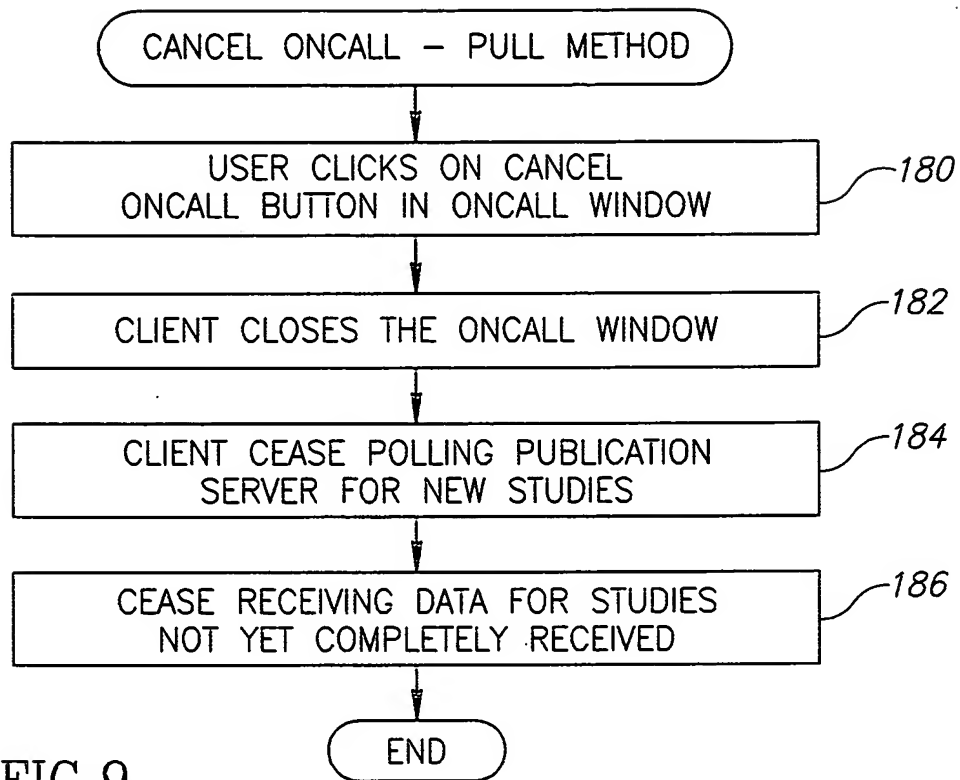 CANCEL ONCALL – PULL METHOD
USER CLICKS ON CANCEL
ONCALL BUTTON IN ONCALL WINDOW
180
CLIENT CLOSES THE ONCALL WINDOW
182
CLIENT CEASE POLLING PUBLICATION
SERVER FOR NEW STUDIES
184
CEASE RECEIVING DATA FOR STUDIES
NOT YET COMPLETELY RECEIVED
186
END
FIG.9